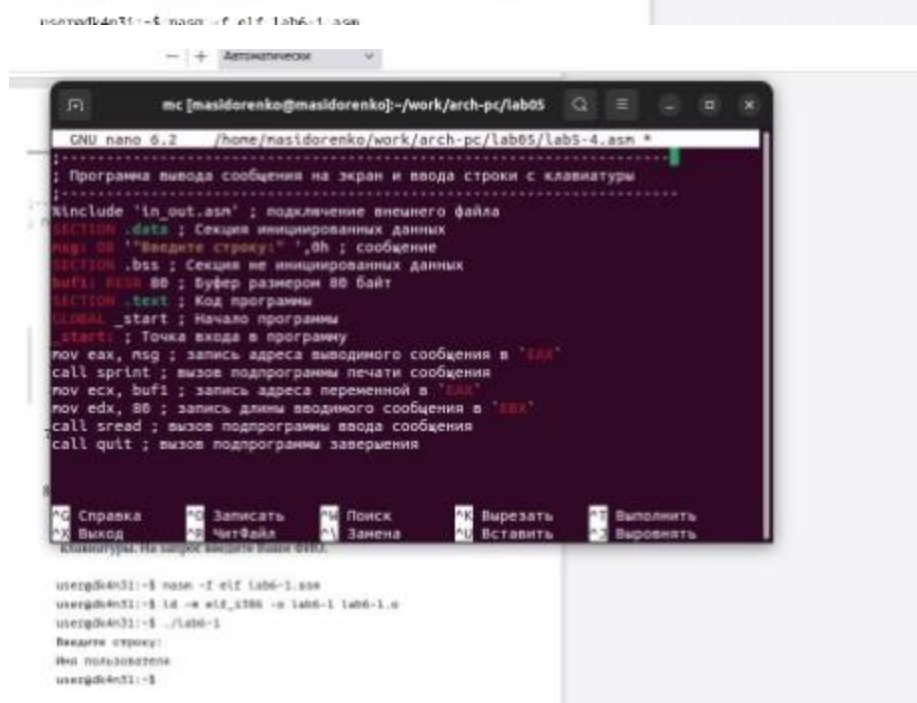 user@dk4n31:~$ nasm -f elf lab6-1.asm
Автоматически
mc [masidorenko@masidorenko]:~/work/arch-pc/lab05
GNU nano 6.2 /home/masidorenko/work/arch-pc/lab05/lab5-4.asm *
;------------------------------------------------------------------
; Программа вывода сообщения на экран и ввода строки с клавиатуры
;------------------------------------------------------------------
%include 'in_out.asm' ; подключение внешнего файла
SECTION .data ; Секция инициированных данных
msg: DB '"Введите строку:" ',0h ; сообщение
SECTION .bss ; Секция не инициированных данных
buf1: RESB 80 ; Буфер размером 80 байт
SECTION .text ; Код программы
GLOBAL _start ; Начало программы
_start: ; Точка входа в программу
mov eax, msg ; запись адреса выводимого сообщения в `EAX`
call sprint ; вызов подпрограммы печати сообщения
mov ecx, buf1 ; запись адреса переменной в `EAX`
mov edx, 80 ; запись длины вводимого сообщения в `EBX`
call sread ; вызов подпрограммы ввода сообщения
call quit ; вызов подпрограммы завершения
^G Справка ^O Записать ^W Поиск ^K Вырезать ^T Выполнить
^X Выход ^R ЧитФайл ^\ Замена ^U Вставить ^J Выровнять
клавиатуры. На запрос введите Ваши ФИО.
user@dk4n31:~$ nasm -f elf lab6-1.asm
user@dk4n31:~$ ld -m elf_i386 -o lab6-1 lab6-1.o
user@dk4n31:~$ ./lab6-1
Введите строку:
Имя пользователя
user@dk4n31:~$